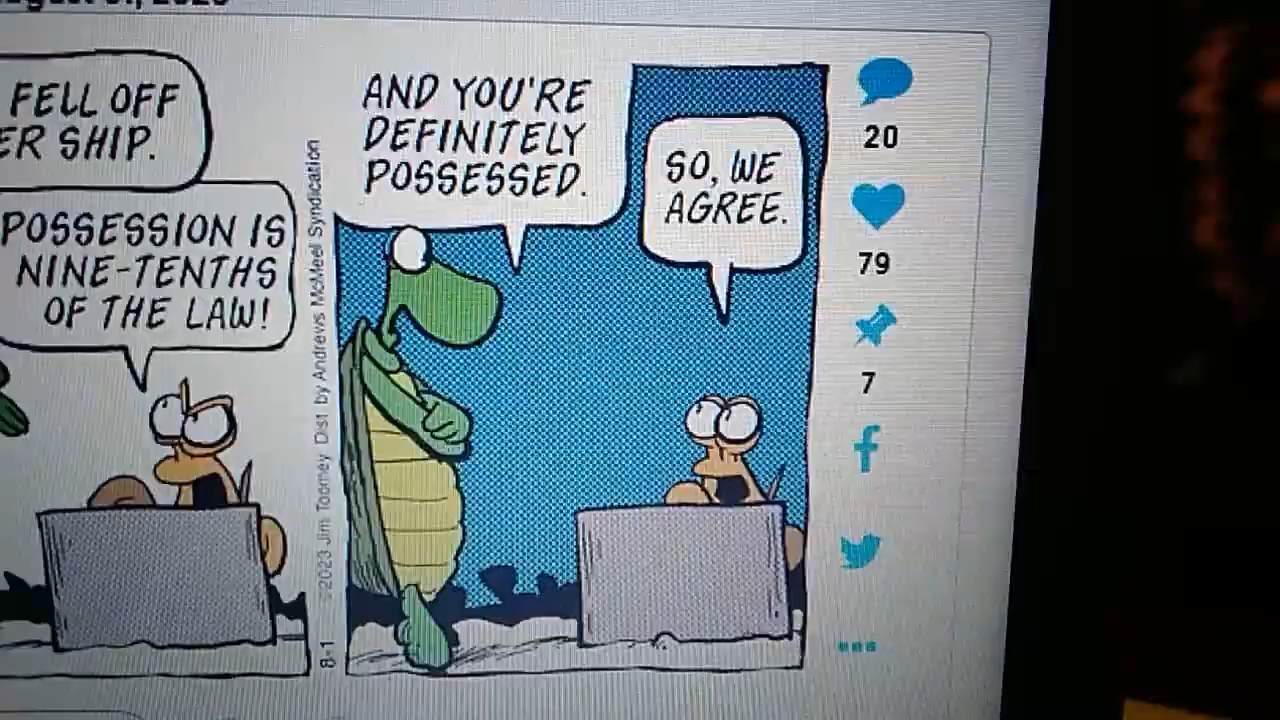 FELL OFF
ER SHIP.
POSSESSION IS
NINE-TENTHS
OF THE LAW!
8-1 ©2023 Jim Toomey Dist. by Andrews McMeel Syndication
AND YOU'RE
DEFINITELY
POSSESSED.
SO, WE
AGREE.
20
79
7